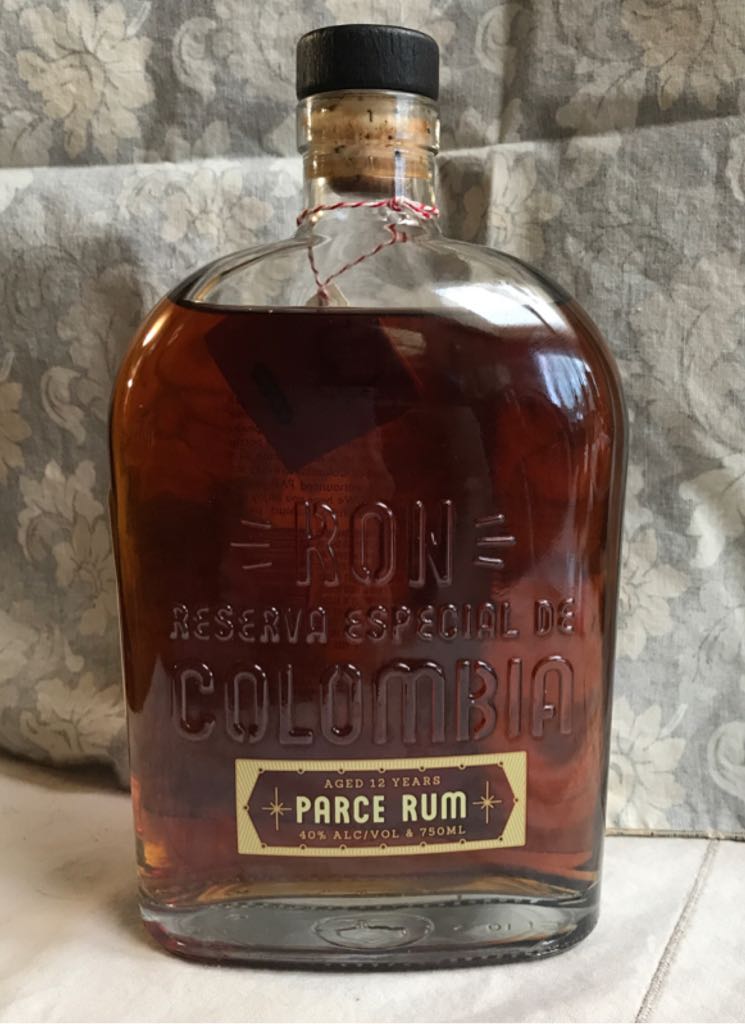 RON
RESERVA ESPECIAL DE
COLOMBIA
AGED 12 YEARS
PARCE RUM
40% ALC/VOL & 750ML